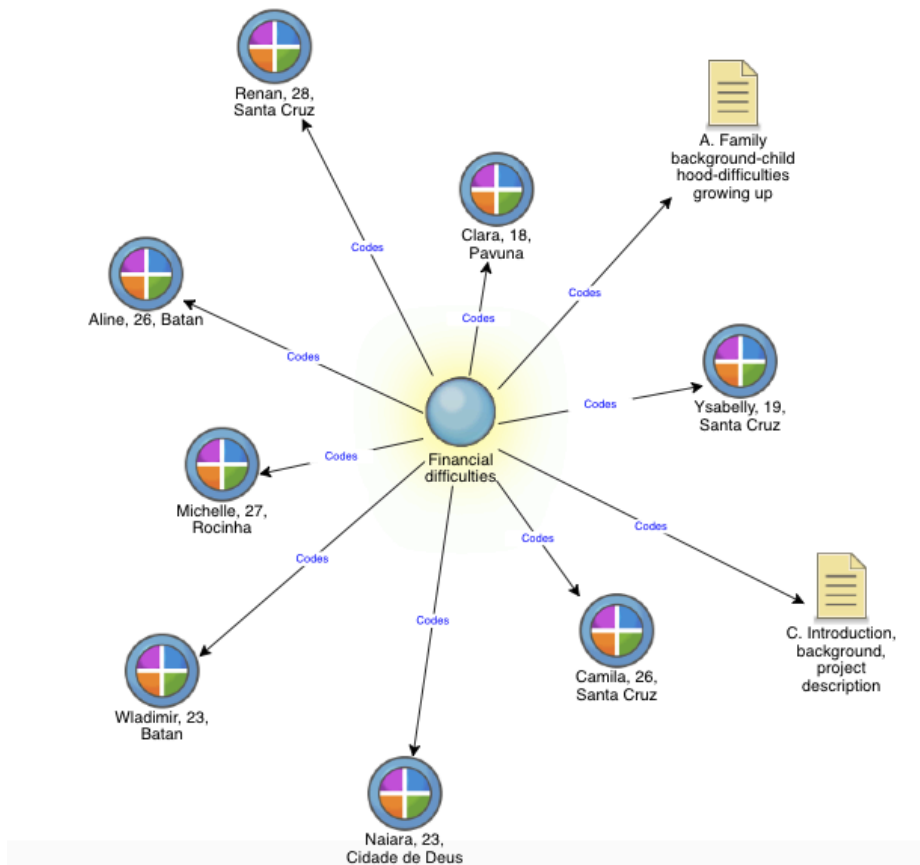 Renan, 28,
Santa Cruz
A. Family
background-child
hood-difficulties
growing up
Clara, 18,
Pavuna
Codes
Codes
Codes
Aline, 26, Batan
Codes
Codes
Ysabelly, 19,
Santa Cruz
Codes
Financial
difficulties
Michelle, 27,
Rocinha
Codes
Codes
Codes
Codes
C. Introduction,
background,
project
description
Camila, 26,
Santa Cruz
Wladimir, 23,
Batan
Naiara, 23,
Cidade de Deus